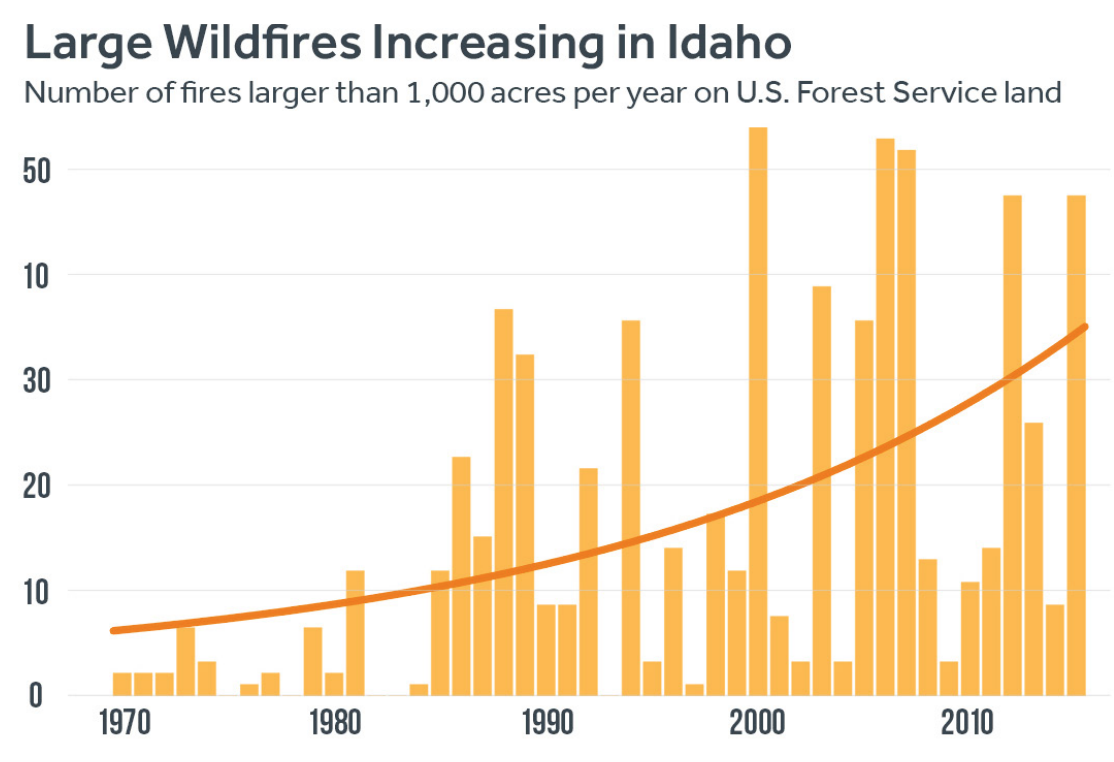 Large Wildfires Increasing in Idaho
Number of fires larger than 1,000 acres per year on U.S. Forest Service land
50
10
30
20
10
0
1970 1980 1990 2000 2010